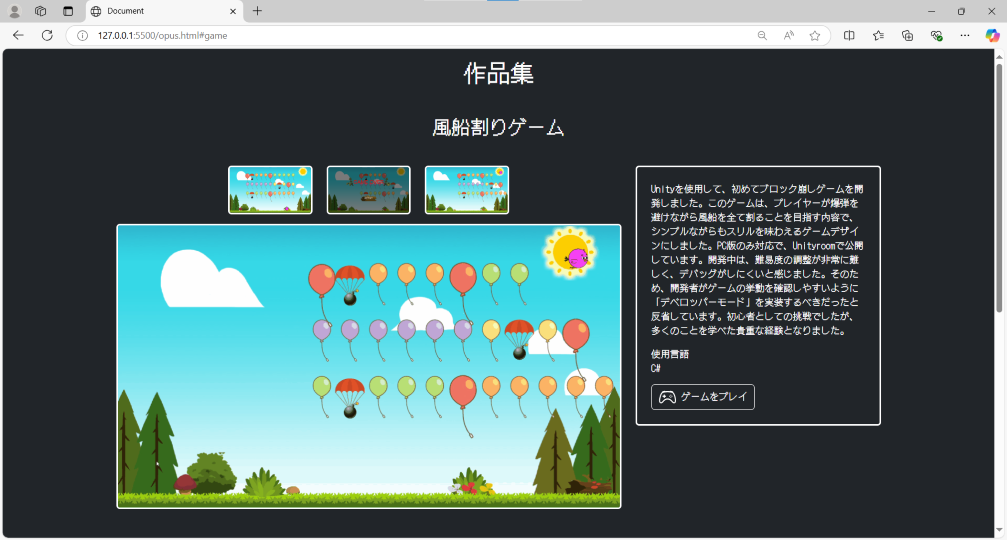 Document
127.0.0.1:5500/opus.html#game
作品集
風船割りゲーム
Unityを使用して、初めてブロック崩しゲームを開
発しました。このゲームは、プレイヤーが爆弾を
避けながら風船を全て割ることを目指す内容で、
シンプルながらもスリルを味わえるゲームデザイ
ンにしました。PC版のみ対応で、Unityroomで公開
しています。開発中は、難易度の調整が非常に難
しく、デバッグがしにくいと感じました。そのた
め、開発者がゲームの挙動を確認しやすいように
「デベロッパーモード」を実装するべきだったと
反省しています。初心者としての挑戦でしたが、
多くのことを学べた貴重な経験となりました。
使用言語
C#
ゲームをプレイ